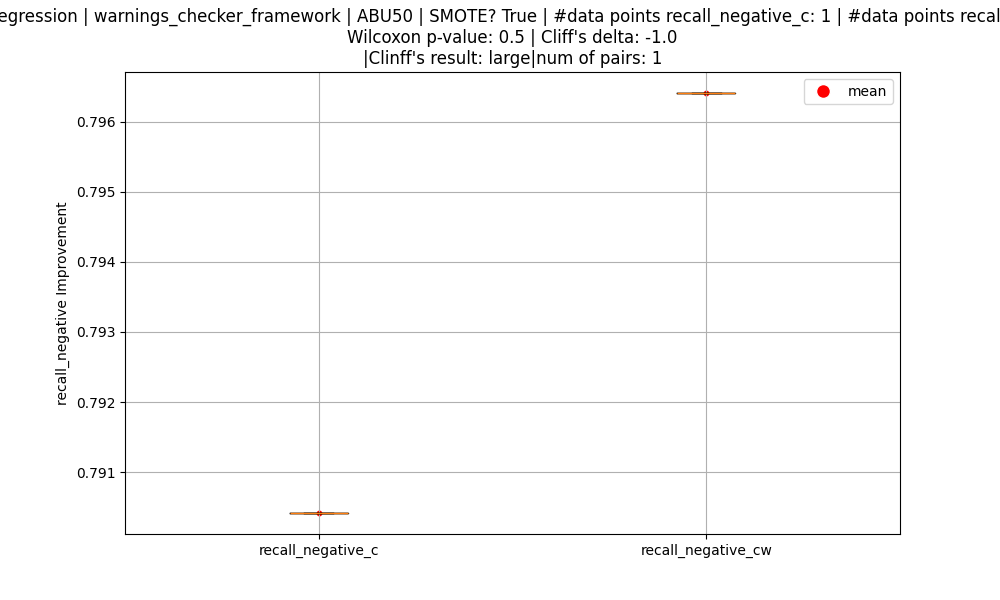 egression | warnings_checker_framework | ABU50 | SMOTE? True | #data points recall_negative_c: 1 | #data points recal
Wilcoxon p-value: 0.5 | Cliff's delta: -1.0
|Clinff's result: large|num of pairs: 1
mean
0.796
0.795
0.794
0.793
0.792
0.791
recall_negative Improvement
recall_negative_c
recall_negative_cw